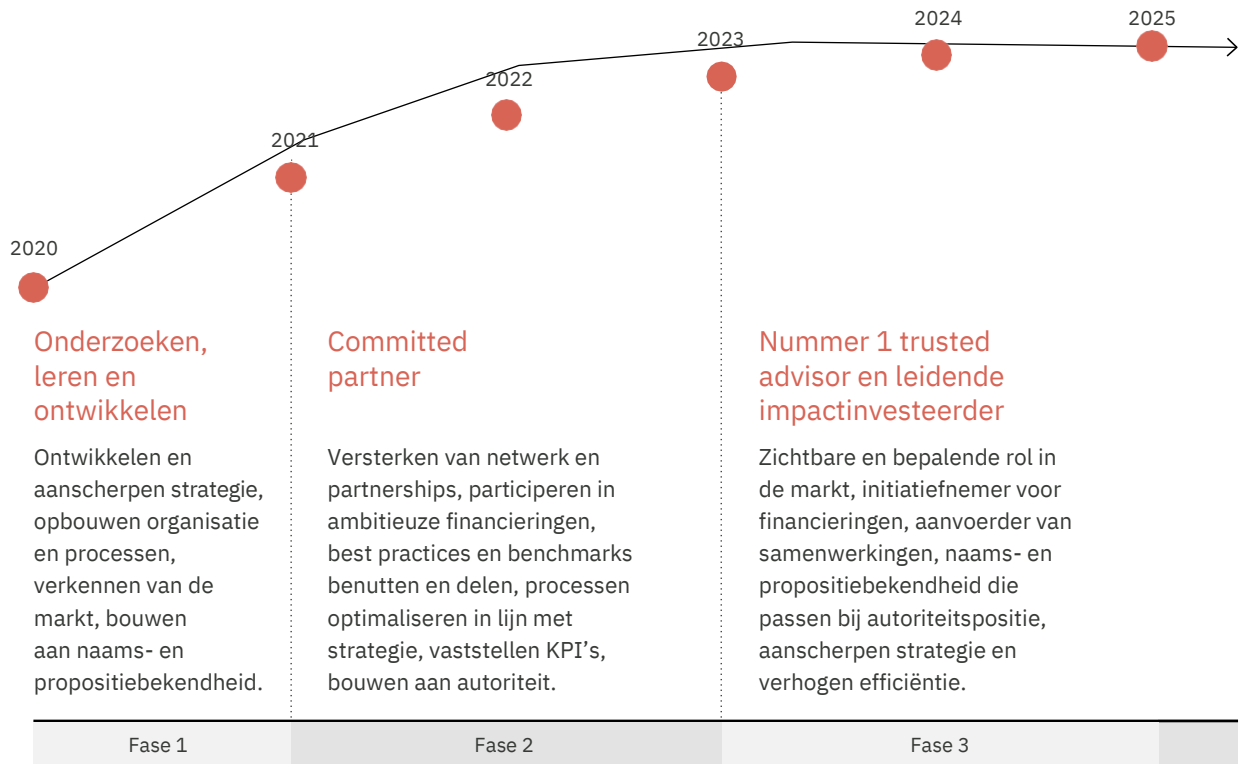 2024
2025
2023
2022
2021
2020
Onderzoeken,
leren en
ontwikkelen
Ontwikkelen en
aanscherpen strategie,
opbouwen organisatie
en processen,
verkennen van de
markt, bouwen
aan naams- en
propositiebekendheid.
Committed
partner
Versterken van netwerk en
partnerships, participeren in
ambitieuze financieringen,
best practices en benchmarks
benutten en delen, processen
optimaliseren in lijn met
strategie, vaststellen KPI’s,
bouwen aan autoriteit.
Nummer 1 trusted
advisor en leidende
impactinvesteerder
Zichtbare en bepalende rol in
de markt, initiatiefnemer voor
financieringen, aanvoerder van
samenwerkingen, naams- en
propositiebekendheid die
passen bij autoriteitspositie,
aanscherpen strategie en
verhogen efficiëntie.
Fase 1
Fase 2
Fase 3